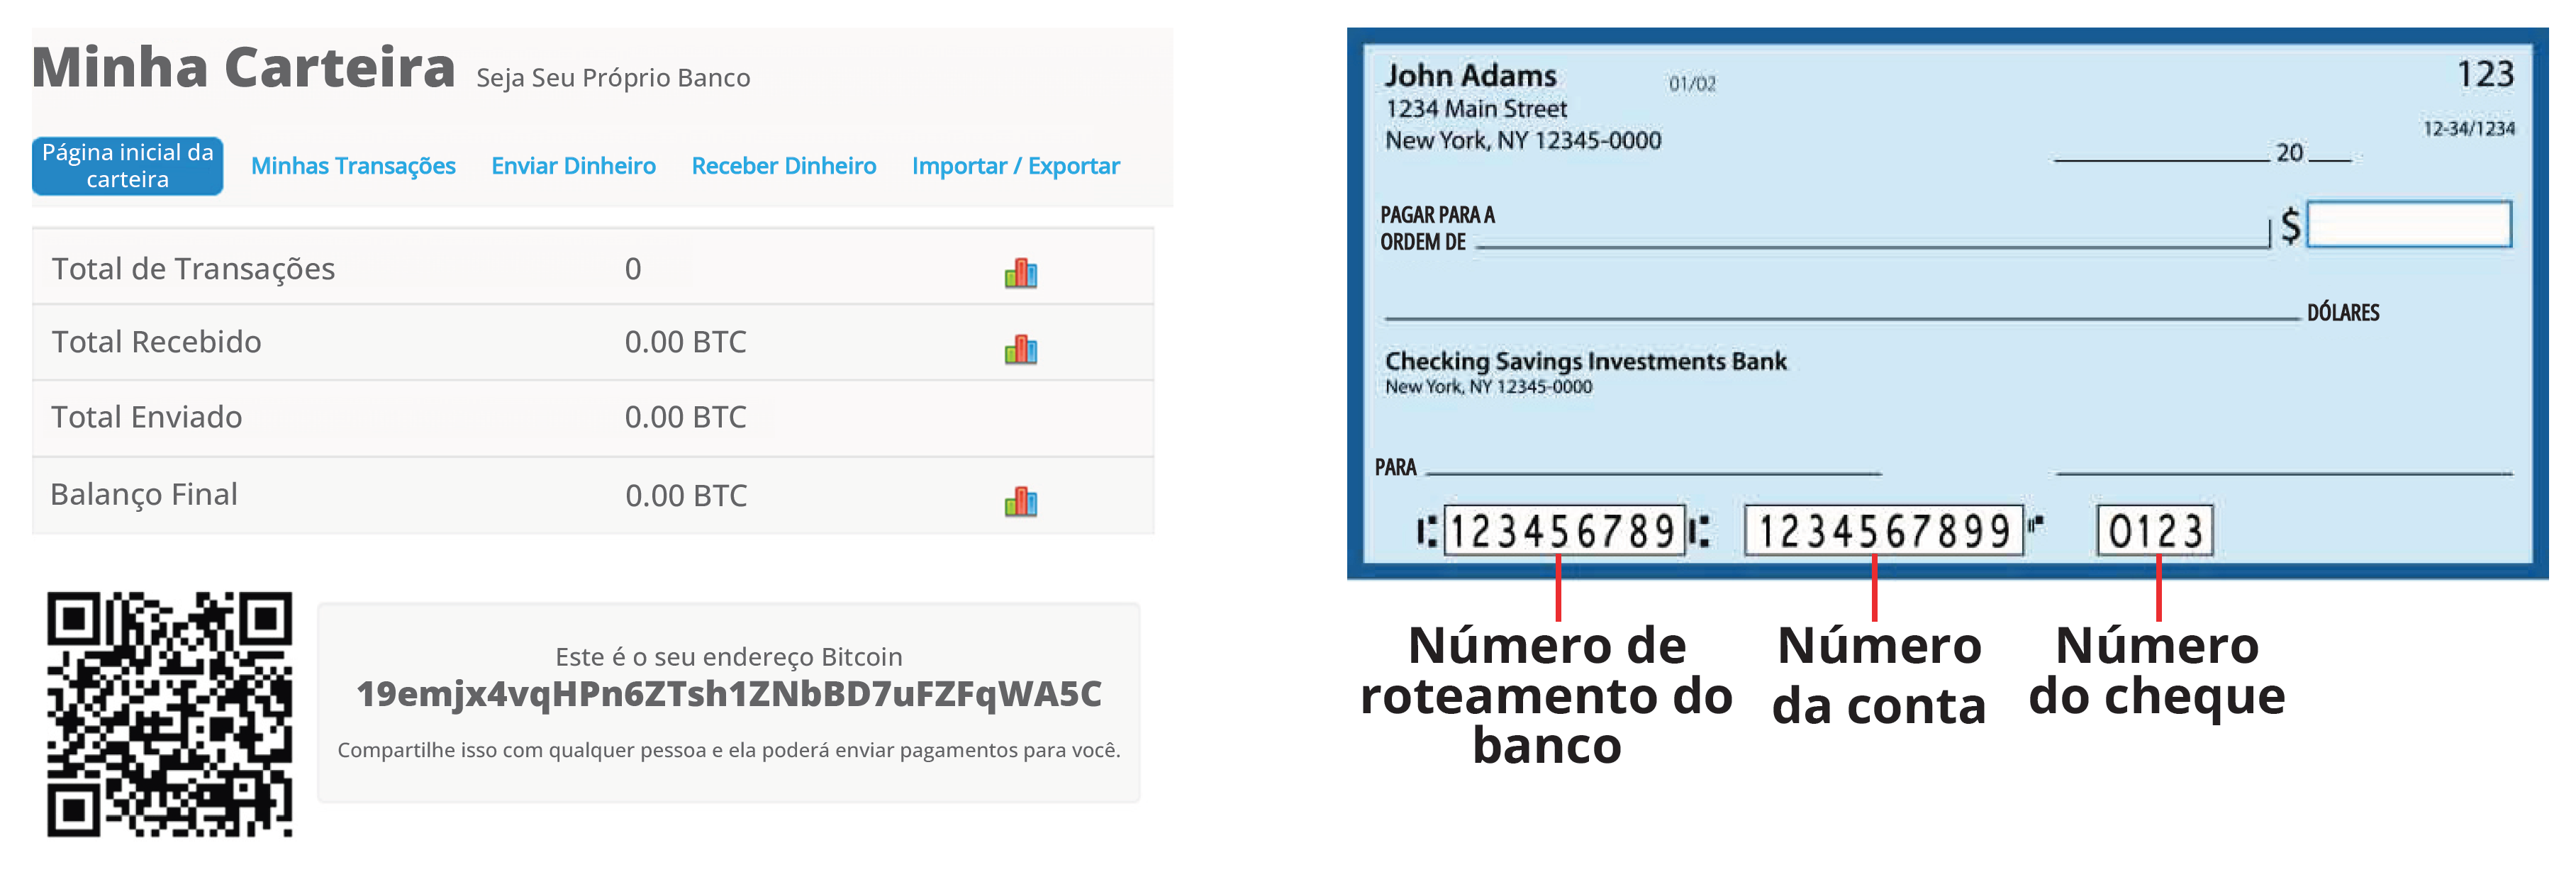 Minha Carteira Seja Seu Próprio Banco
Página inicial da
carteira
Minhas Transações Enviar Dinheiro Receber Dinheiro Importar / Exportar
Total de Transações 0
Total Recebido 0.00 BTC
Total Enviado 0.00 BTC
Balanço Final 0.00 BTC
Este é o seu endereço Bitcoin
19emjx4vqHPn6ZTsh1ZNbBD7uFZFqWA5C
Compartilhe isso com qualquer pessoa e ela poderá enviar pagamentos para você.
John Adams 01/02 123
1234 Main Street
New York, NY 12345-0000
12-34/1234
20
PAGAR PARA A
ORDEM DE $
DÓLARES
Checking Savings Investments Bank
New York, NY 12345-0000
PARA
123456789 1234567899 0123
Número de
roteamento do
banco
Número
da conta
Número
do cheque